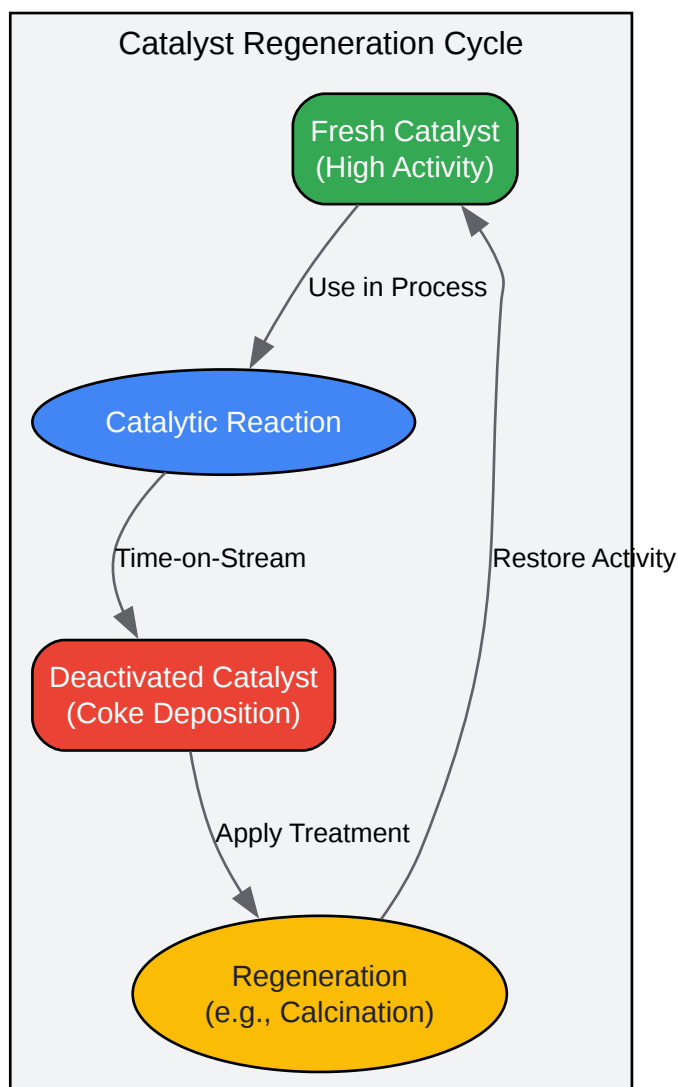 Catalyst Regeneration Cycle
Fresh Catalyst
(High Activity)
Use in Process
Catalytic Reaction
Time-on-Stream
Restore Activity
Deactivated Catalyst
(Coke Deposition)
Apply Treatment
Regeneration
(e.g., Calcination)